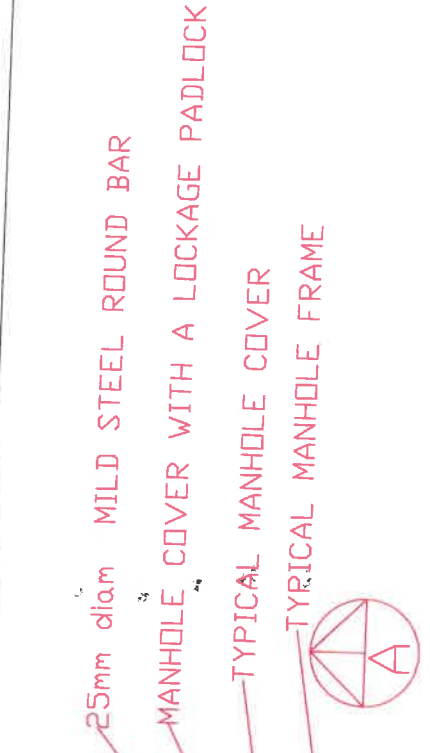 25mm diam MILD STEEL ROUND BAR
MANHOLE COVER WITH A LOCKAGE PADLOCK
TYPICAL MANHOLE COVER
TYPICAL MANHOLE FRAME
A